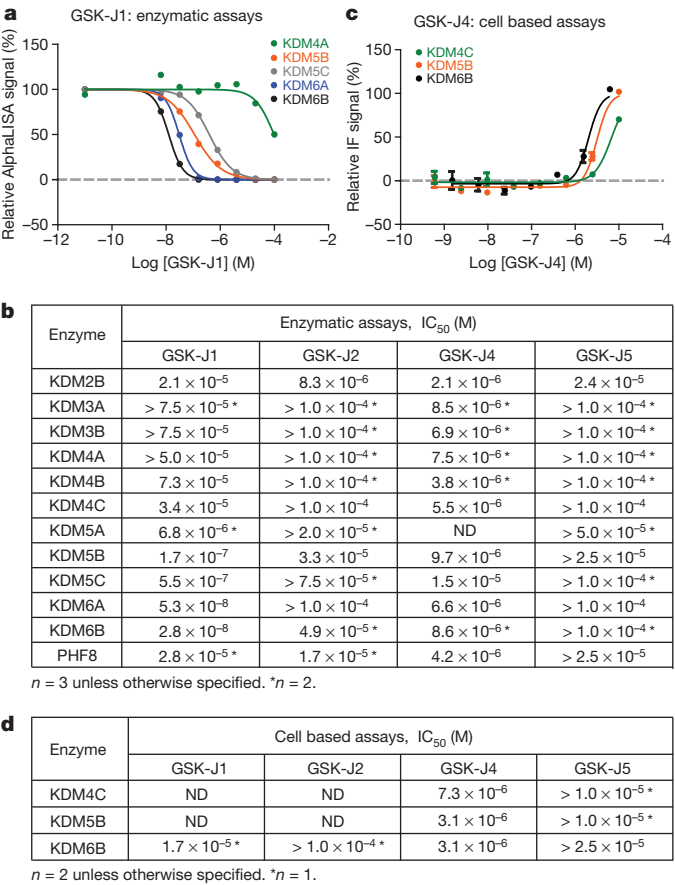 a
GSK-J1: enzymatic assays
Relative AlphaLISA signal (%)
150
100
50
0
–50
KDM4A
KDM5B
KDM5C
KDM6A
KDM6B
–12 –10 –8 –6 –4 –2
Log [GSK-J1] (M)
c
GSK-J4: cell based assays
Relative IF signal (%)
150
100
50
0
–50
KDM4C
KDM5B
KDM6B
–10 –9 –8 –7 –6 –5 –4
Log [GSK-J4] (M)
b
Enzyme Enzymatic assays, IC₅₀ (M)
GSK-J1 GSK-J2 GSK-J4 GSK-J5
KDM2B 2.1 × 10⁻⁵ 8.3 × 10⁻⁶ 2.1 × 10⁻⁶ 2.4 × 10⁻⁵
KDM3A > 7.5 × 10⁻⁵ * > 1.0 × 10⁻⁴ * 8.5 × 10⁻⁶ * > 1.0 × 10⁻⁴ *
KDM3B > 7.5 × 10⁻⁵ > 1.0 × 10⁻⁴ * 6.9 × 10⁻⁶ * > 1.0 × 10⁻⁴ *
KDM4A > 5.0 × 10⁻⁵ > 1.0 × 10⁻⁴ * 7.5 × 10⁻⁶ * > 1.0 × 10⁻⁴ *
KDM4B 7.3 × 10⁻⁵ > 1.0 × 10⁻⁴ * 3.8 × 10⁻⁶ * > 1.0 × 10⁻⁴ *
KDM4C 3.4 × 10⁻⁵ > 1.0 × 10⁻⁴ 5.5 × 10⁻⁶ > 1.0 × 10⁻⁴
KDM5A 6.8 × 10⁻⁶ * > 2.0 × 10⁻⁵ * ND > 5.0 × 10⁻⁵ *
KDM5B 1.7 × 10⁻⁷ 3.3 × 10⁻⁵ 9.7 × 10⁻⁶ > 2.5 × 10⁻⁵
KDM5C 5.5 × 10⁻⁷ > 7.5 × 10⁻⁵ * 1.5 × 10⁻⁵ > 1.0 × 10⁻⁴ *
KDM6A 5.3 × 10⁻⁸ > 1.0 × 10⁻⁴ 6.6 × 10⁻⁶ > 1.0 × 10⁻⁴
KDM6B 2.8 × 10⁻⁸ 4.9 × 10⁻⁵ * 8.6 × 10⁻⁶ * > 1.0 × 10⁻⁴ *
PHF8 2.8 × 10⁻⁵ * 1.7 × 10⁻⁵ * 4.2 × 10⁻⁶ > 2.5 × 10⁻⁵
n = 3 unless otherwise specified. *n = 2.
d
Enzyme Cell based assays, IC₅₀ (M)
GSK-J1 GSK-J2 GSK-J4 GSK-J5
KDM4C ND ND 7.3 × 10⁻⁶ > 1.0 × 10⁻⁵ *
KDM5B ND ND 3.1 × 10⁻⁶ > 1.0 × 10⁻⁵ *
KDM6B 1.7 × 10⁻⁵ * > 1.0 × 10⁻⁴ * 3.1 × 10⁻⁶ > 2.5 × 10⁻⁵
n = 2 unless otherwise specified. *n = 1.